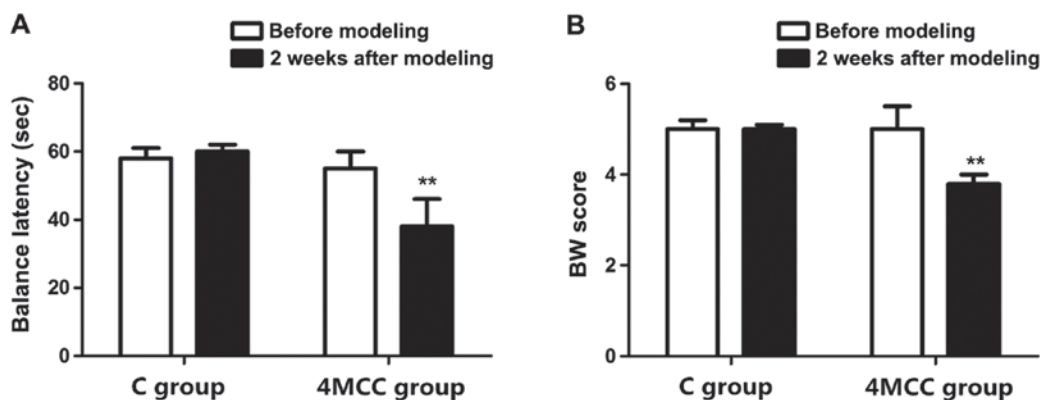 A
Before modeling
2 weeks after modeling
80
60
40
20
0
Balance latency (sec)
**
C group
4MCC group
B
Before modeling
2 weeks after modeling
6
4
2
0
BW score
**
C group
4MCC group